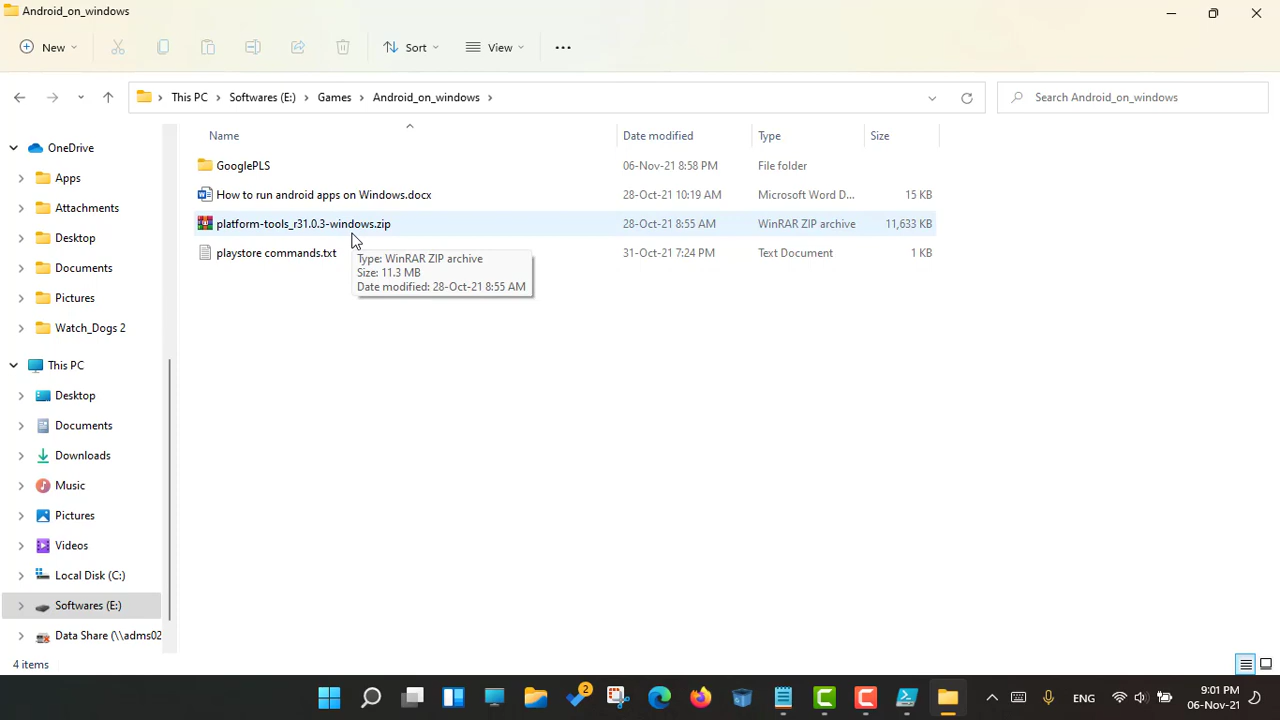 Android_on_windows
New
Sort
View
This PC > Softwares (E:) > Games > Android_on_windows >
Search Android_on_windows
Name Date modified Type Size
GooglePLS 06-Nov-21 8:58 PM File folder
How to run android apps on Windows.docx 28-Oct-21 10:19 AM Microsoft Word D... 15 KB
platform-tools_r31.0.3-windows.zip 28-Oct-21 8:55 AM WinRAR ZIP archive 11,633 KB
playstore commands.txt 31-Oct-21 7:24 PM Text Document 1 KB
Type: WinRAR ZIP archive
Size: 11.3 MB
Date modified: 28-Oct-21 8:55 AM
OneDrive
Apps
Attachments
Desktop
Documents
Pictures
Watch_Dogs 2
This PC
Desktop
Documents
Downloads
Music
Pictures
Videos
Local Disk (C:)
Softwares (E:)
Data Share (\\adms02
4 items
2
ENG
9:01 PM
06-Nov-21